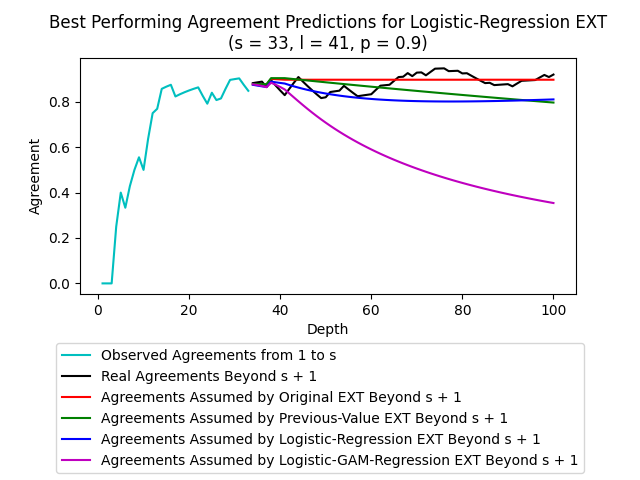 Best Performing Agreement Predictions for Logistic-Regression EXT
(s = 33, l = 41, p = 0.9)
Agreement
0.8
0.6
0.4
0.2
0.0
0 20 40 60 80 100
Depth
Observed Agreements from 1 to s
Real Agreements Beyond s + 1
Agreements Assumed by Original EXT Beyond s + 1
Agreements Assumed by Previous-Value EXT Beyond s + 1
Agreements Assumed by Logistic-Regression EXT Beyond s + 1
Agreements Assumed by Logistic-GAM-Regression EXT Beyond s + 1